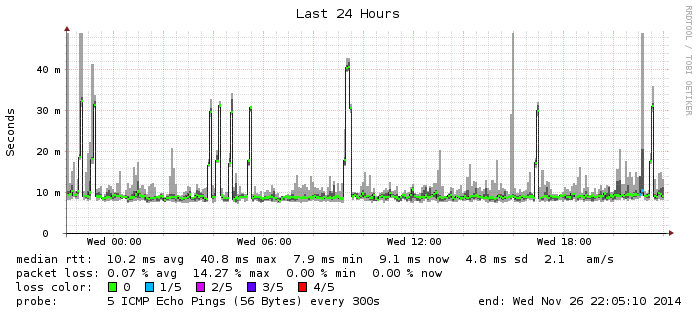 Last 24 Hours
RRDTOOL / TOBI OETIKER
Seconds
40 m
30 m
20 m
10 m
0
Wed 00:00 Wed 06:00 Wed 12:00 Wed 18:00
median rtt: 10.2 ms avg 40.8 ms max 7.9 ms min 9.1 ms now 4.8 ms sd 2.1 am/s
packet loss: 0.07 % avg 14.27 % max 0.00 % min 0.00 % now
loss color: 0 1/5 2/5 3/5 4/5
probe: 5 ICMP Echo Pings (56 Bytes) every 300s end: Wed Nov 26 22:05:10 2014